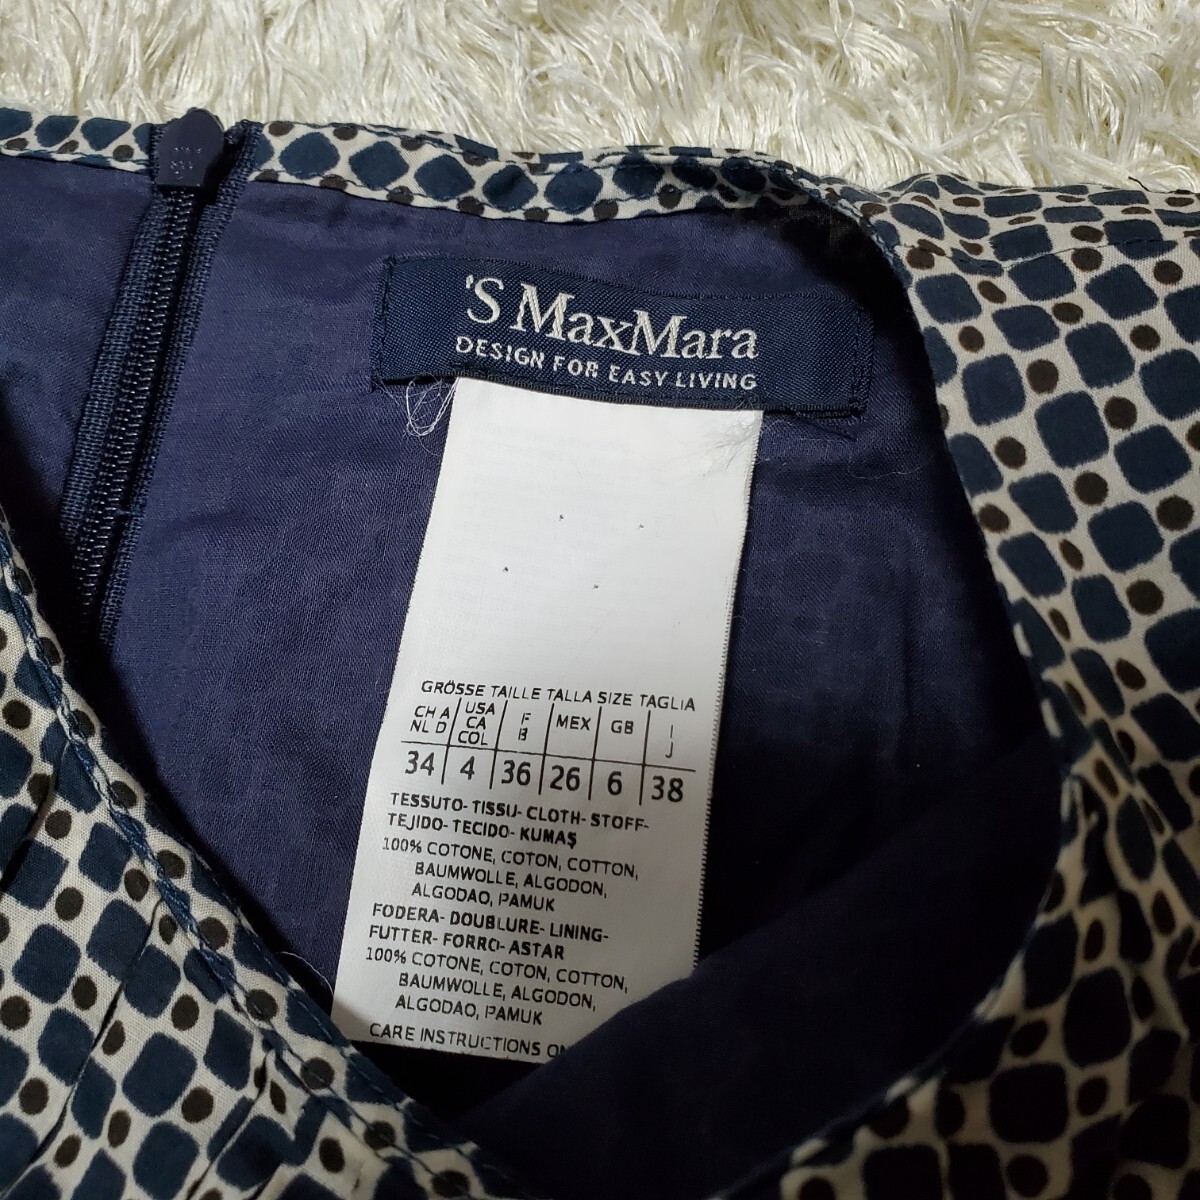 'S MaxMara
DESIGN FOR EASY LIVING
GRÖSSE TAILLE TALLA SIZE TAGLIA
CH A NL D USA CA COL F B MEX GB I J
34 4 36 26 6 38
TESSUTO- TISSU- CLOTH- STOFF-
TEJIDO- TECIDO- KUMAŞ
100% COTONE, COTON, COTTON,
BAUMWOLLE, ALGODON,
ALGODAO, PAMUK
FODERA- DOUBLURE- LINING-
FUTTER- FORRO- ASTAR
100% COTONE, COTON, COTTON,
BAUMWOLLE, ALGODON,
ALGODAO, PAMUK
CARE INSTRUCTIONS